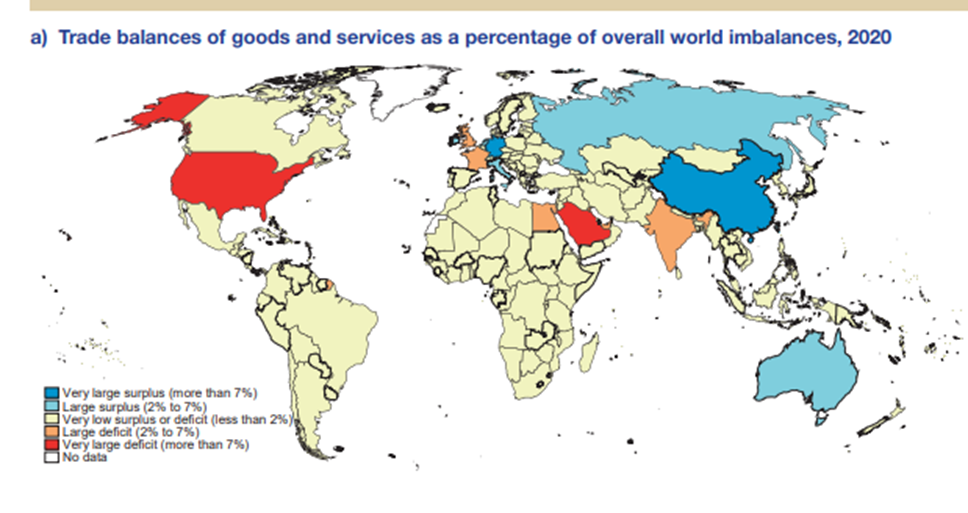 a) Trade balances of goods and services as a percentage of overall world imbalances, 2020
Very large surplus (more than 7%)
Large surplus (2% to 7%)
Very low surplus or deficit (less than 2%)
Large deficit (2% to 7%)
Very large deficit (more than 7%)
No data